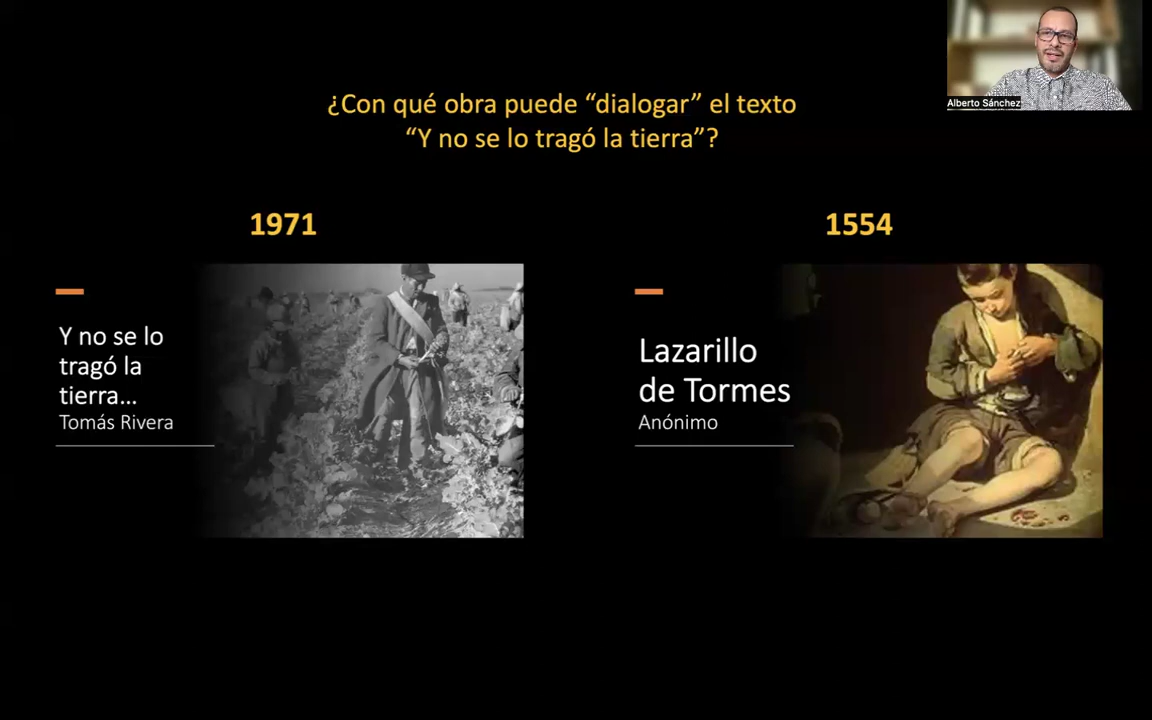 Alberto Sánchez
¿Con qué obra puede “dialogar” el texto
“Y no se lo tragó la tierra”?
1971
1554
Y no se lo
tragó la
tierra…
Tomás Rivera
Lazarillo
de Tormes
Anónimo